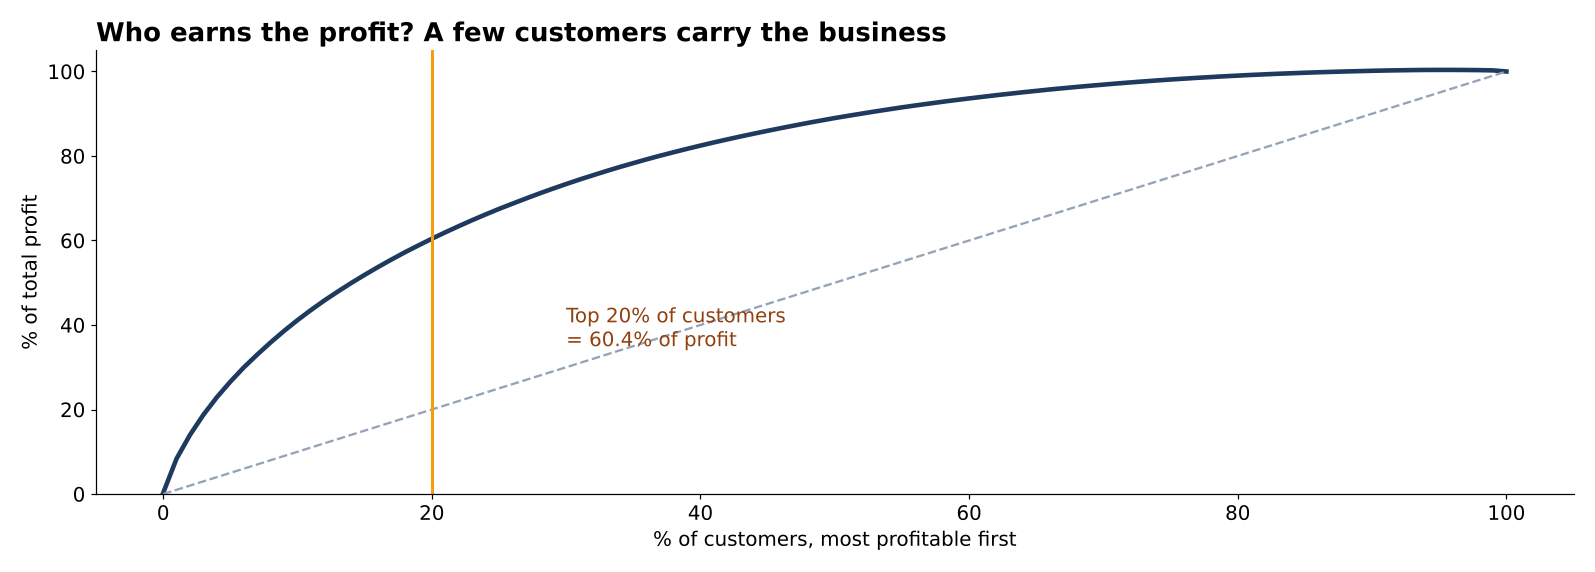 Who earns the profit? A few customers carry the business
% of total profit
100
80
60
40
20
0
Top 20% of customers
= 60.4% of profit
0 20 40 60 80 100
% of customers, most profitable first